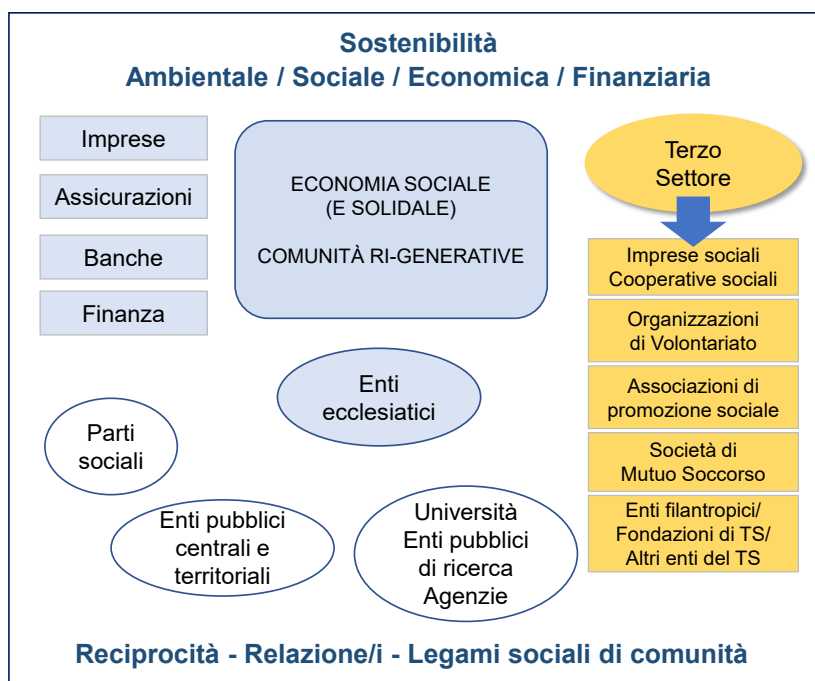 Sostenibilità
Ambientale / Sociale / Economica / Finanziaria
Imprese
Assicurazioni
Banche
Finanza
ECONOMIA SOCIALE
(E SOLIDALE)
COMUNITÀ RI-GENERATIVE
Terzo
Settore
Imprese sociali
Cooperative sociali
Organizzazioni
di Volontariato
Associazioni di
promozione sociale
Società di
Mutuo Soccorso
Enti filantropici/
Fondazioni di TS/
Altri enti del TS
Enti
ecclesiatici
Parti
sociali
Enti pubblici
centrali e
territoriali
Università
Enti pubblici
di ricerca
Agenzie
Reciprocità - Relazione/i - Legami sociali di comunità